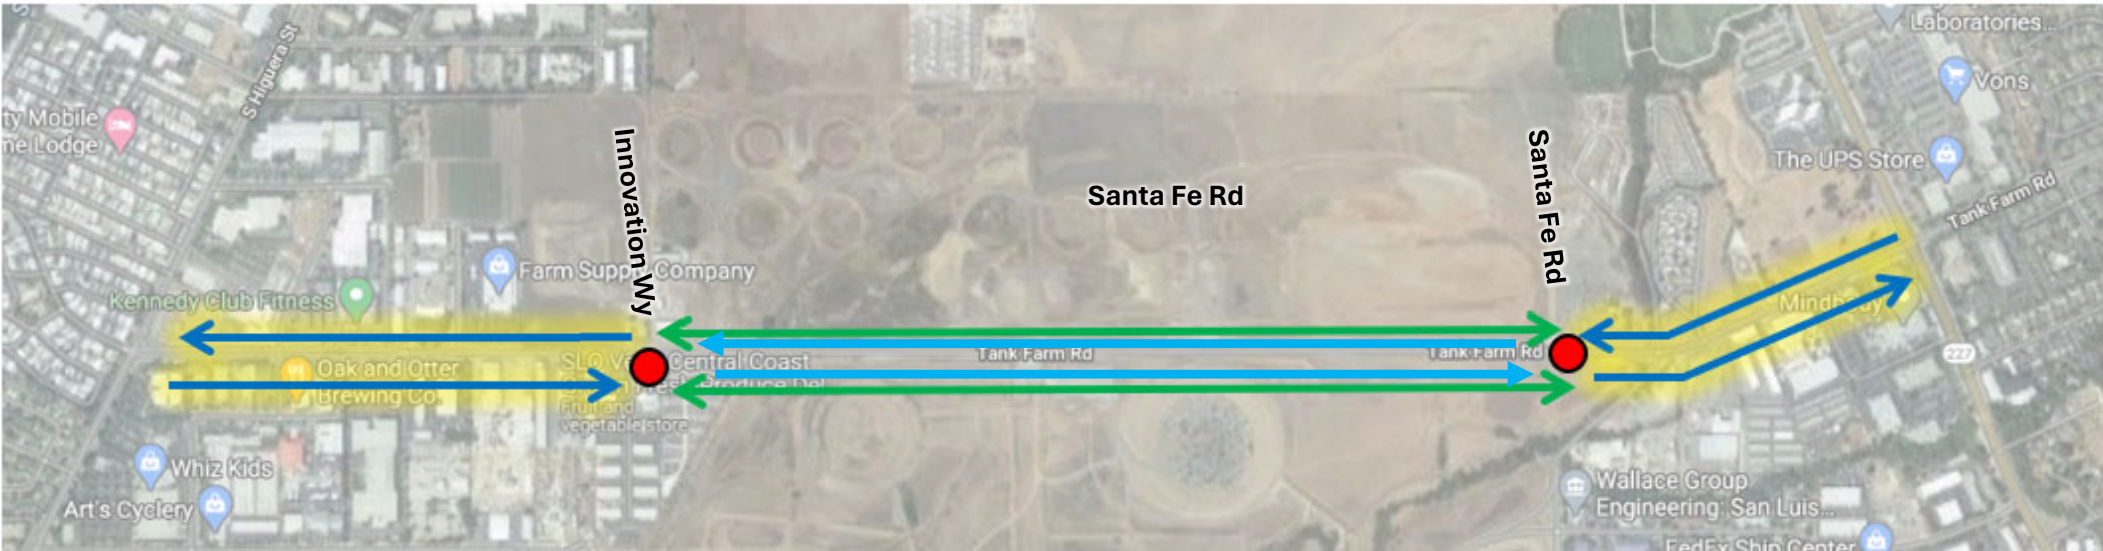 Laboratories...
S Higuera St
Vons
ty Mobile
ne Lodge
Innovation Wy
Santa Fe Rd
Santa Fe Rd
The UPS Store
Tank Farm Rd
Farm Supply Company
Kennedy Club Fitness
Mindbody
Tank Farm Rd
Tank Farm Rd
227
Central Coast
Fresh Produce Del
Fruit and
vegetable store
Oak and Otter
Brewing Co.
Whiz Kids
Art's Cyclery
Wallace Group
Engineering: San Luis...
FedEx Ship Center